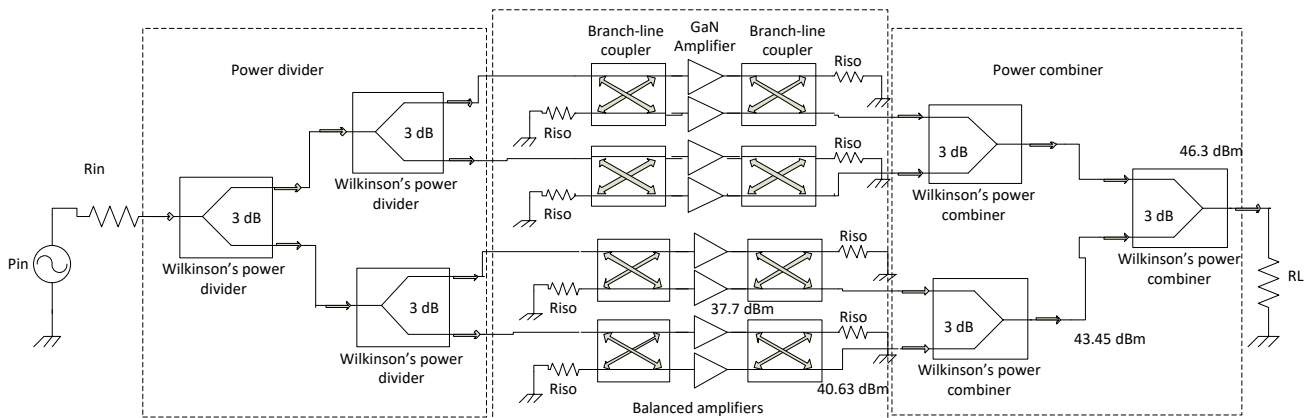 Power divider
Branch-line
coupler
GaN
Amplifier
Branch-line
coupler
Riso
Power combiner
3 dB
Wilkinson's power
divider
Riso
3 dB
Wilkinson's power
combiner
Riso
Riso
46.3 dBm
Rin
3 dB
Wilkinson's power
divider
3 dB
Wilkinson's power
combiner
Pin
RL
3 dB
Wilkinson's power
divider
Riso
Riso
37.7 dBm
3 dB
Wilkinson's power
combiner
43.45 dBm
Riso
Riso
40.63 dBm
Balanced amplifiers